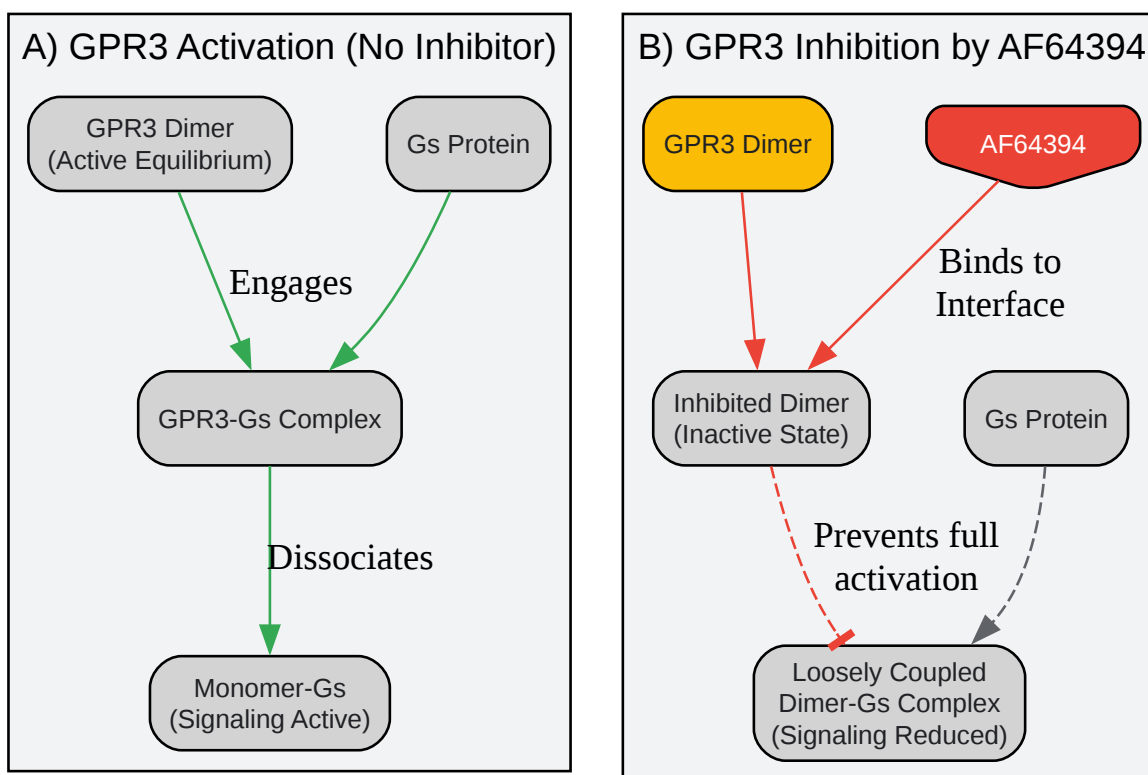 A) GPR3 Activation (No Inhibitor)
GPR3 Dimer
(Active Equilibrium)
Gs Protein
Engages
GPR3-Gs Complex
Dissociates
Monomer-Gs
(Signaling Active)
B) GPR3 Inhibition by AF64394
GPR3 Dimer
AF64394
Binds to
Interface
Inhibited Dimer
(Inactive State)
Gs Protein
Prevents full
activation
Loosely Coupled
Dimer-Gs Complex
(Signaling Reduced)